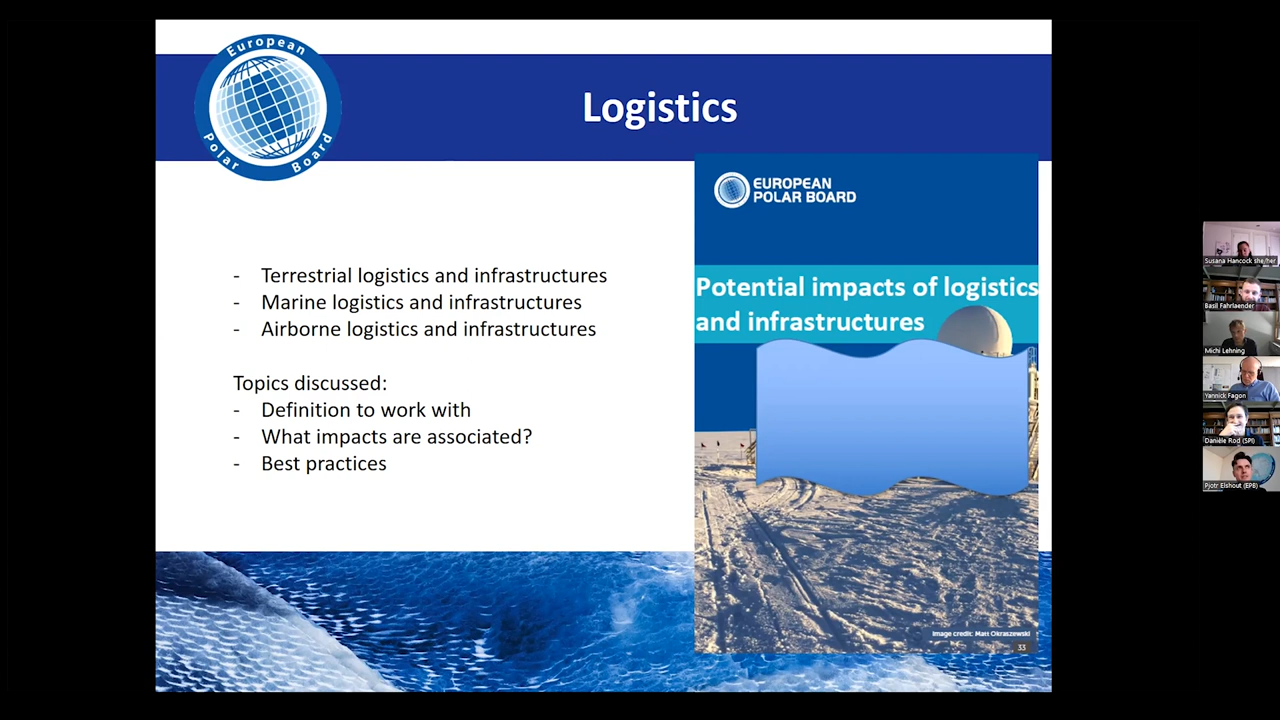 European
Polar Board
Logistics
EUROPEAN
POLAR BOARD
Potential impacts of logistics
and infrastructures
- Terrestrial logistics and infrastructures
- Marine logistics and infrastructures
- Airborne logistics and infrastructures
Topics discussed:
- Definition to work with
- What impacts are associated?
- Best practices
Image credit: Matt Okraszewski
33
Susana Hancock she/her
Basil Fahrlaender
Michi Lehning
Yannick Fagon
Danièle Rod (SPI)
Pjotr Elshout (EPB)